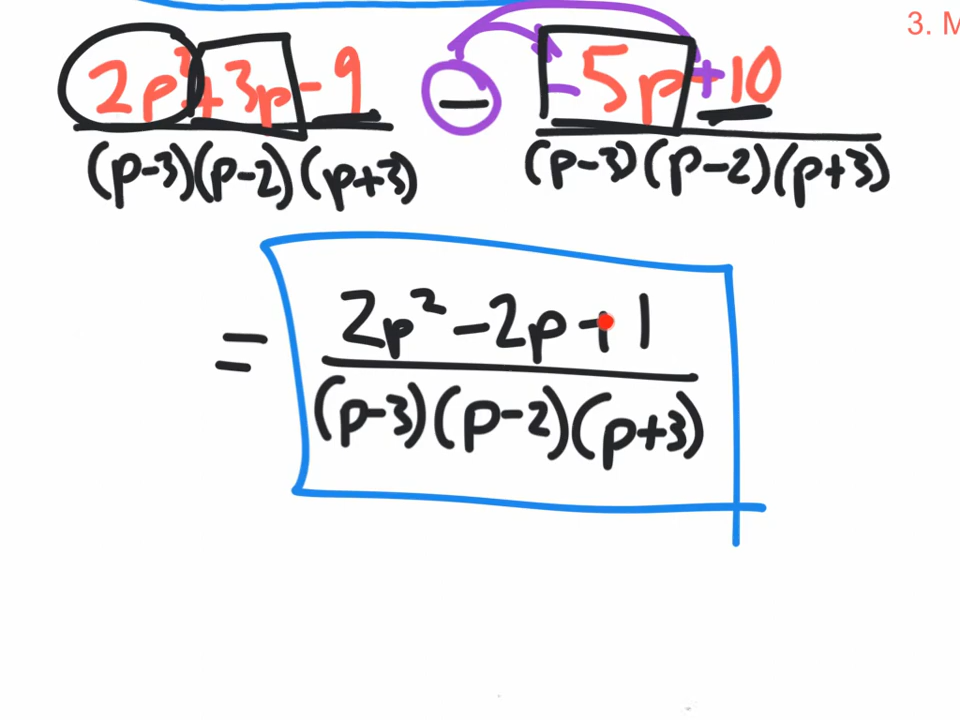 3. M
2p²+3p-9 - -5p+10
(p-3)(p-2)(p+3) (p-3)(p-2)(p+3)
= 2p²-2p+1
(p-3)(p-2)(p+3)